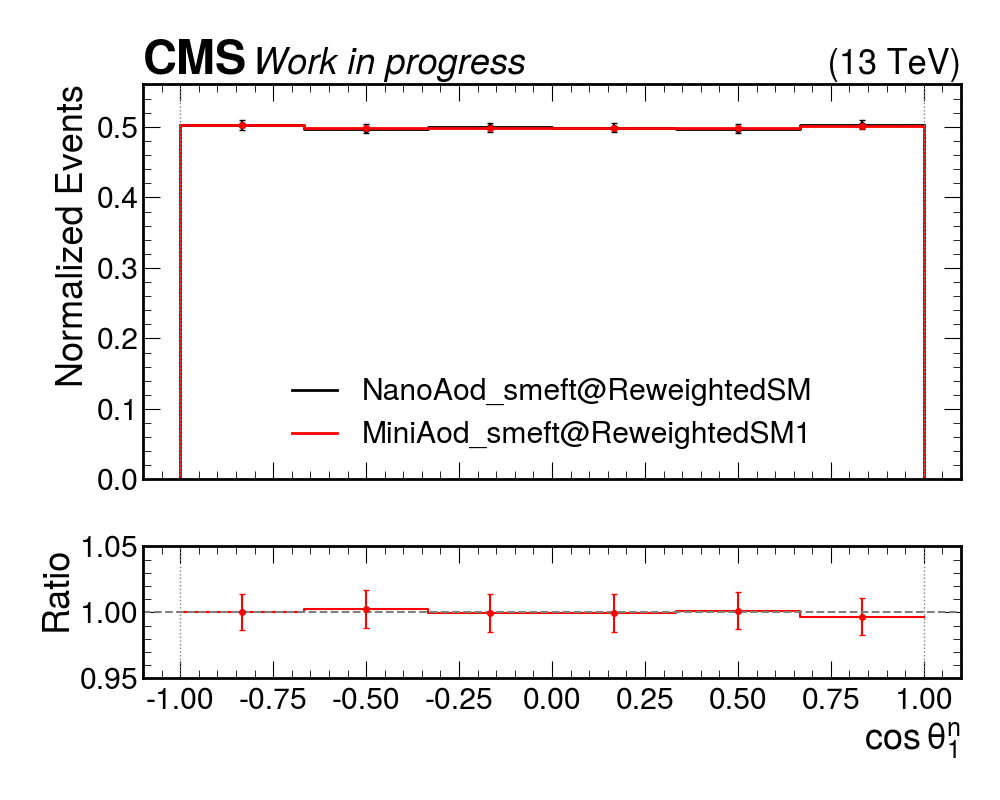 CMS Work in progress (13 TeV)
Normalized Events
0.5
0.4
0.3
0.2
0.1
0.0
NanoAod_smeft@ReweightedSM
MiniAod_smeft@ReweightedSM1
Ratio
1.05
1.00
0.95
-1.00 -0.75 -0.50 -0.25 0.00 0.25 0.50 0.75 1.00
cos θ₁ⁿ